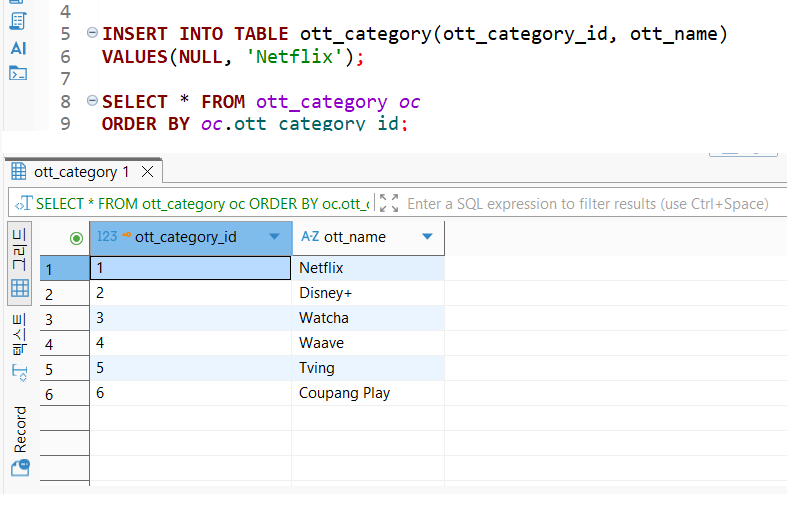 4
5 INSERT INTO TABLE ott_category(ott_category_id, ott_name)
6 VALUES(NULL, 'Netflix');
7
8 SELECT * FROM ott_category oc
9 ORDER BY oc.ott_category_id;
AI
ott_category 1
SELECT * FROM ott_category oc ORDER BY oc.ott_c
Enter a SQL expression to filter results (use Ctrl+Space)
그리드
텍스트
Record
123 ott_category_id A-Z ott_name
1 1 Netflix
2 2 Disney+
3 3 Watcha
4 4 Waave
5 5 Tving
6 6 Coupang Play